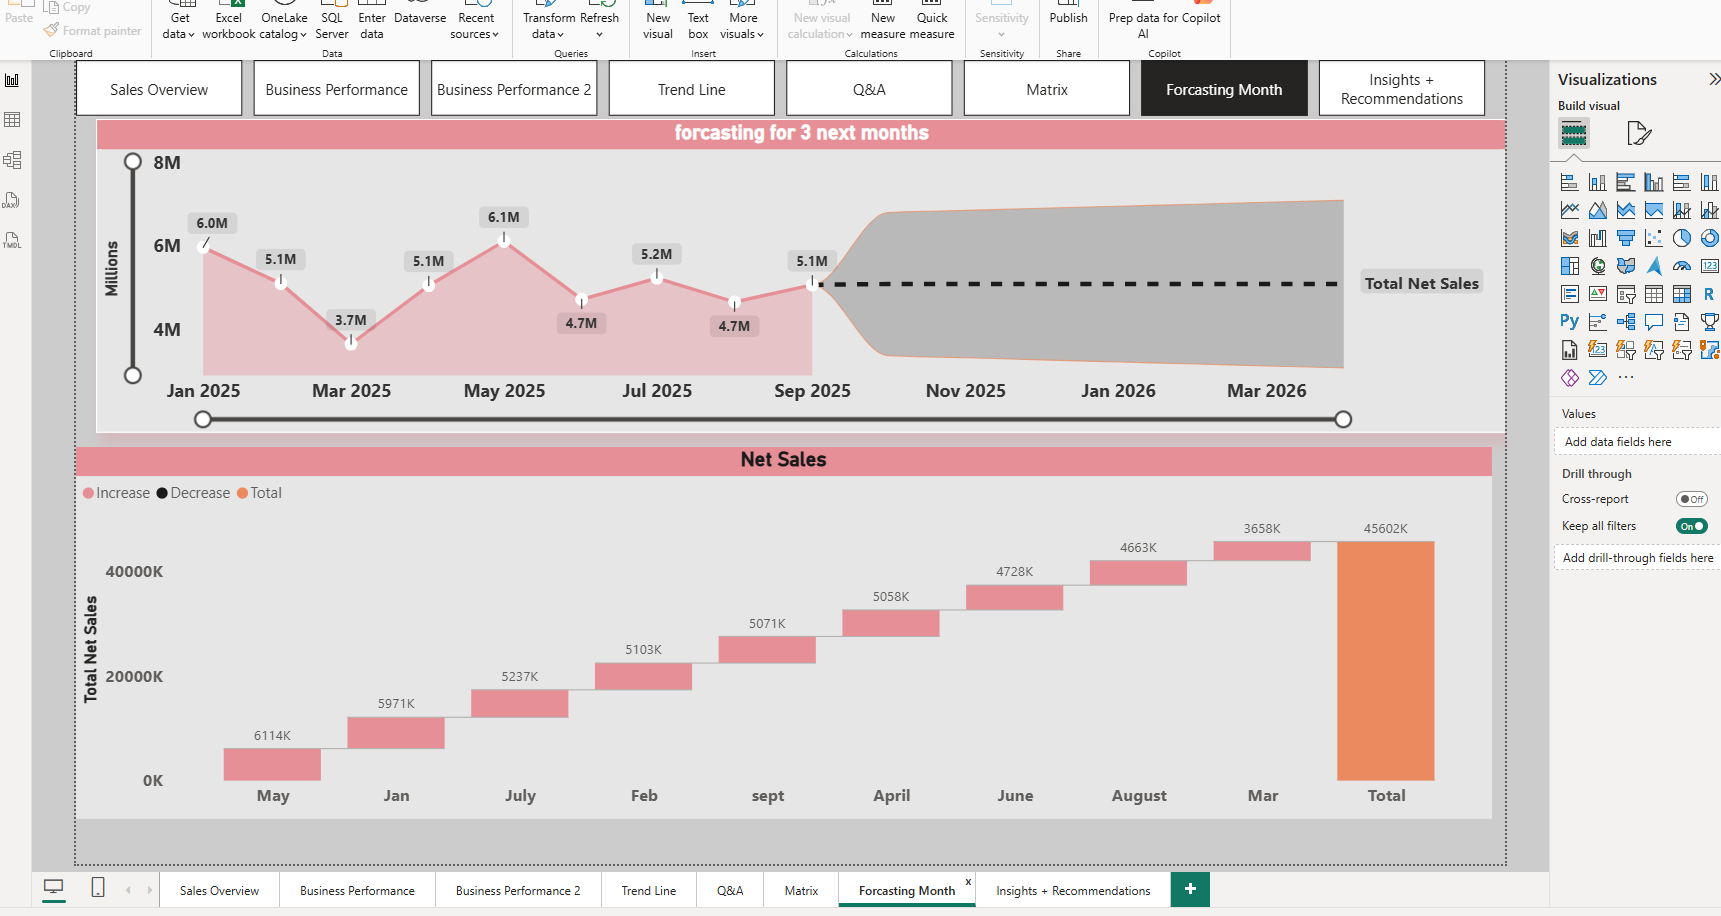 Paste
Copy
Format painter
Clipboard
Get data
Excel workbook
OneLake catalog
SQL Server
Enter data
Dataverse
Recent sources
Data
Transform data
Refresh
Queries
New visual
Text box
More visuals
Insert
New visual calculation
New measure
Quick measure
Calculations
Sensitivity
Sensitivity
Publish
Share
Prep data for AI
Copilot
Copilot
Sales Overview
Business Performance
Business Performance 2
Trend Line
Q&A
Matrix
Forcasting Month
Insights +
Recommendations
forcasting for 3 next months
Millions
8M
6M
4M
6.0M
5.1M
3.7M
5.1M
6.1M
4.7M
5.2M
4.7M
5.1M
Total Net Sales
Jan 2025
Mar 2025
May 2025
Jul 2025
Sep 2025
Nov 2025
Jan 2026
Mar 2026
Net Sales
Increase
Decrease
Total
Total Net Sales
40000K
20000K
0K
6114K
5971K
5237K
5103K
5071K
5058K
4728K
4663K
3658K
45602K
May
Jan
July
Feb
sept
April
June
August
Mar
Total
Visualizations
Build visual
123
R
Py
Values
Add data fields here
Drill through
Cross-report
Off
Keep all filters
On
Add drill-through fields here
DAX
TMDL
Sales Overview
Business Performance
Business Performance 2
Trend Line
Q&A
Matrix
Forcasting Month
x
Insights + Recommendations
+